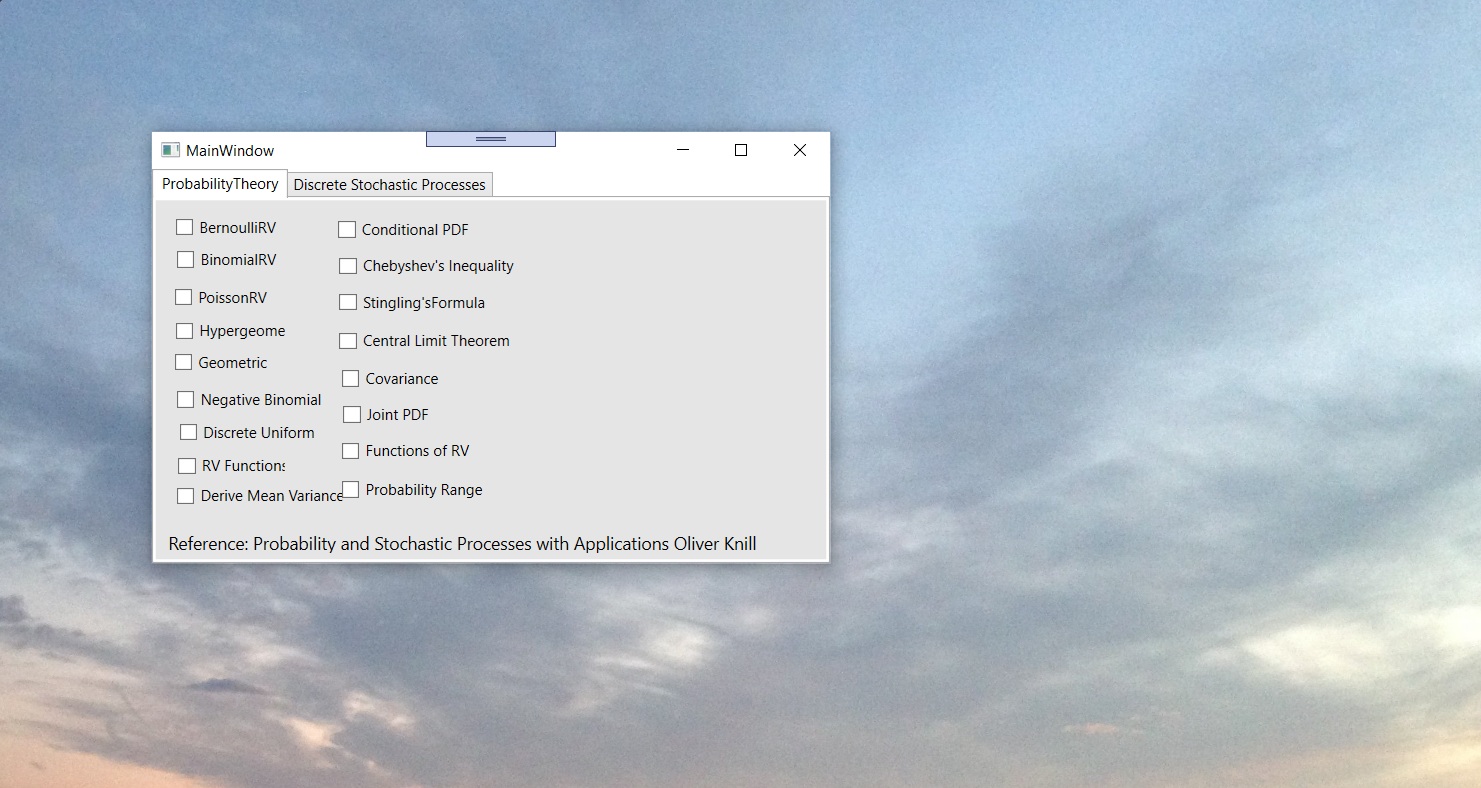 MainWindow
ProbabilityTheory
Discrete Stochastic Processes
BernoulliRV
BinomialRV
PoissonRV
Hypergeome
Geometric
Negative Binomial
Discrete Uniform
RV Functions
Derive Mean Variance
Conditional PDF
Chebyshev's Inequality
Stingling'sFormula
Central Limit Theorem
Covariance
Joint PDF
Functions of RV
Probability Range
Reference: Probability and Stochastic Processes with Applications Oliver Knill